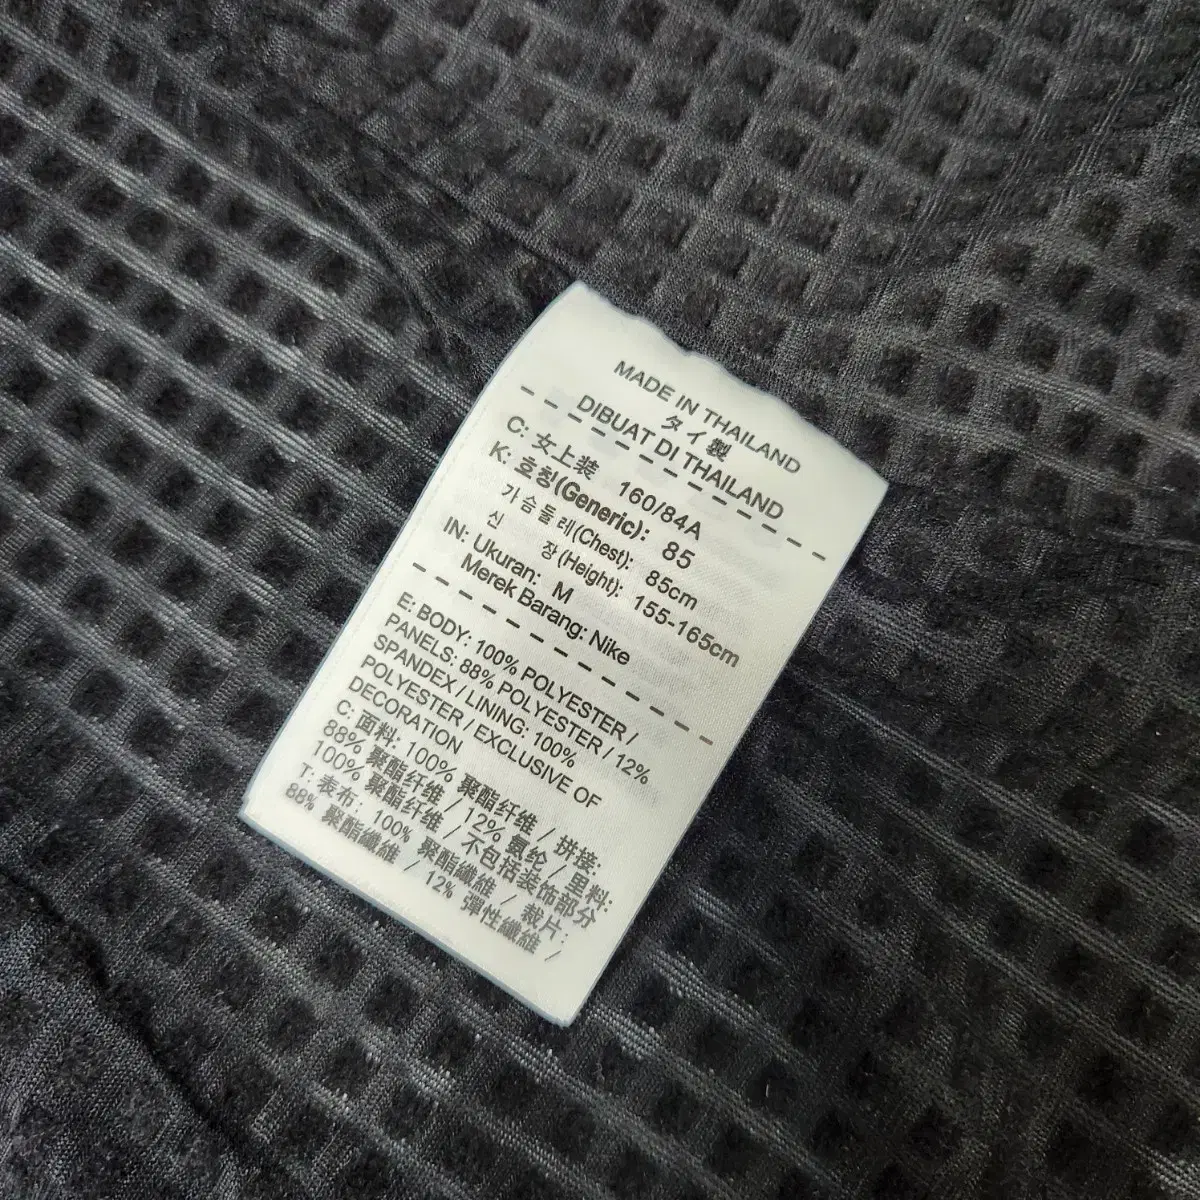 MADE IN THAILAND
タイ製
DIBUAT DI THAILAND
C: 女上装 160/84A
K: 호칭(Generic): 85
가슴둘레(Chest): 85cm
신 장(Height): 155-165cm
IN: Ukuran: M
Merek Barang: Nike
E: BODY: 100% POLYESTER /
PANELS: 88% POLYESTER / 12%
SPANDEX / LINING: 100%
POLYESTER / EXCLUSIVE OF
DECORATION
C: 面料: 100% 聚酯纤维 / 拼接:
88% 聚酯纤维 / 12% 氨纶 / 里料:
100% 聚酯纤维 / 不包括装饰部分
T: 表布: 100% 聚酯纖維 / 裁片:
88% 聚酯纖維 / 12% 彈性纖維 /